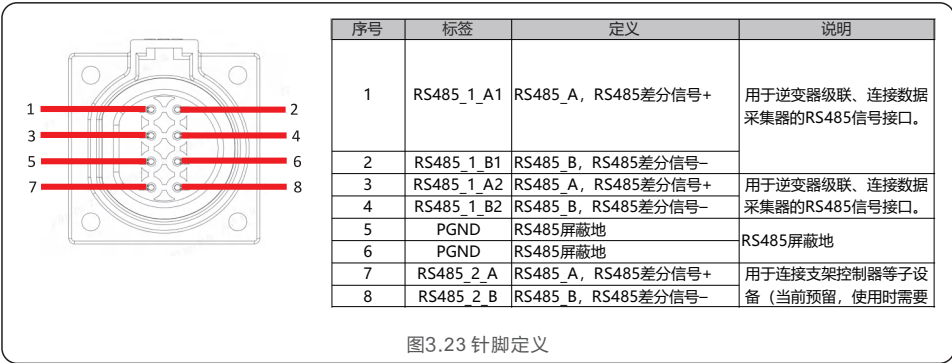 1
2
3
4
5
6
7
8
序号 标签 定义 说明
1 RS485_1_A1 RS485_A，RS485差分信号+ 用于逆变器级联、连接数据
采集器的RS485信号接口。
2 RS485_1_B1 RS485_B，RS485差分信号–
3 RS485_1_A2 RS485_A，RS485差分信号+ 用于逆变器级联、连接数据
4 RS485_1_B2 RS485_B，RS485差分信号– 采集器的RS485信号接口。
5 PGND RS485屏蔽地 RS485屏蔽地
6 PGND RS485屏蔽地
7 RS485_2_A RS485_A，RS485差分信号+ 用于连接支架控制器等子设
8 RS485_2_B RS485_B，RS485差分信号– 备（当前预留，使用时需要
图3.23 针脚定义